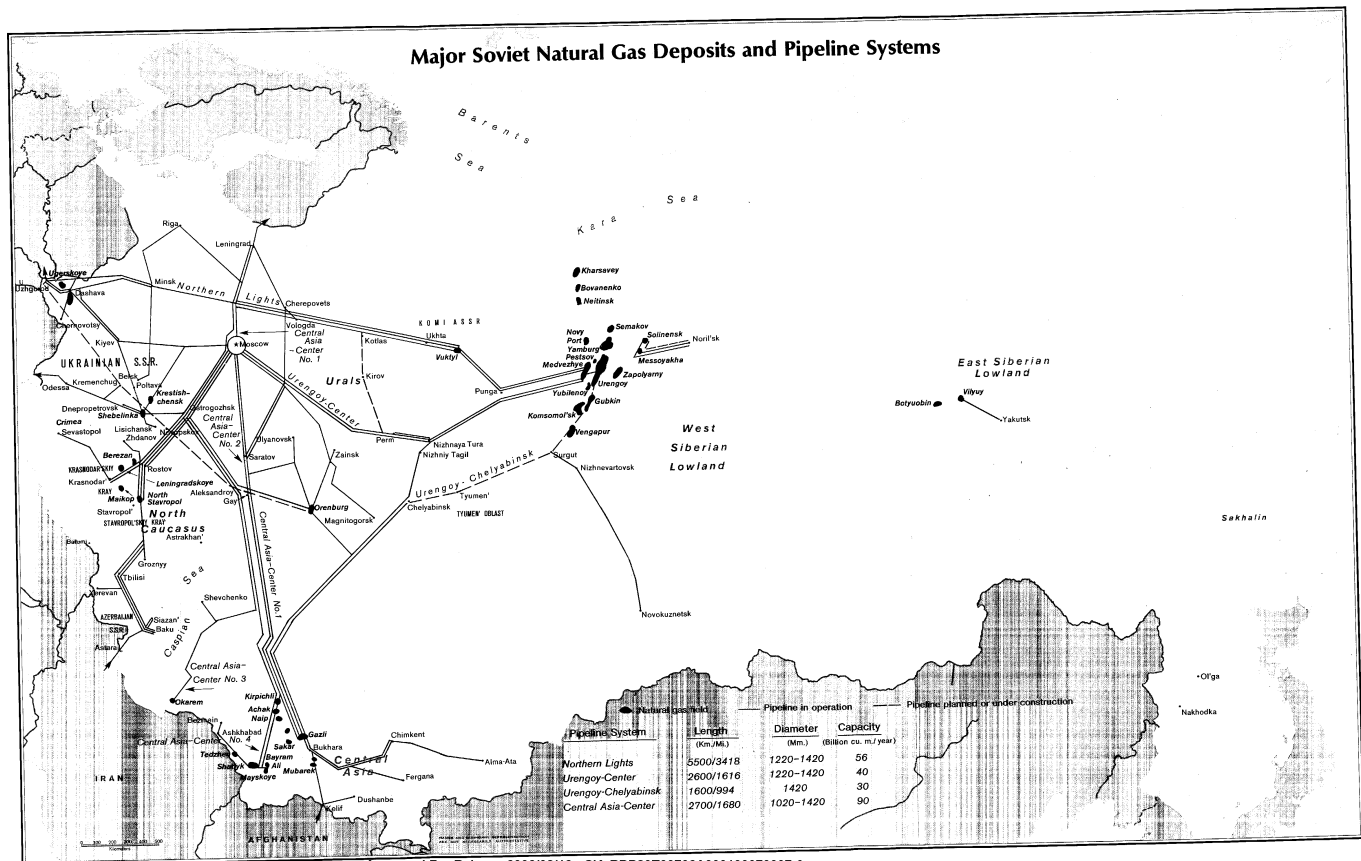 Major Soviet Natural Gas Deposits and Pipeline Systems
Barents
Sea
Kara Sea
Riga
Leningrad
Kharsavey
Bovanenko
Neitinsk
Ugerskoye
Uzhgorod
Dashava
Minsk
Northern Lights
Cherepovets
Vologda
KOMI ASSR
Ukhta
Kotlas
Vuktyl
Central
Asia
-Center
No. 1
Moscow
Chernovotsy
Kiyev
UKRAINIAN S.S.R.
Odessa
Kremenchug
Belsk
Poltava
Krestish-
chensk
Dnepropetrovsk
Shebelinka
Crimea
Sevastopol
Lisichansk
Zhdanov
Ostrogozhsk
Novopskov
Central
Asia-
Center
No. 2
Urals
Kirov
Urengoy-Center
Perm
Punga
Nizhnaya Tura
Nizhniy Tagil
Semakov
Novy
Port
Yamburg
Pestsov
Medvezhye
Solinensk
Messoyakha
Noril'sk
Zapolyarny
Urengoy
Yubilenoy
Gubkin
Komsomol'sk
Vengapur
West
Siberian
Lowland
East Siberian
Lowland
Botyuobin
Vilyuy
Yakutsk
Surgut
Nizhnevartovsk
Urengoy-Chelyabinsk
Tyumen'
TYUMEN' OBLAST
Chelyabinsk
Ulyanovsk
Saratov
Zainsk
Berezan
KRASNODAR'SKIY
KRAY
Krasnodar
Rostov
Leningradskoye
Maikop
North
Stavropol
Stavropol'
STAVROPOL'SKIY KRAY
North
Caucasus
Astrakhan'
Aleksandrov
Gay
Orenburg
Magnitogorsk
Sakhalin
Batumi
Groznyy
Tbilisi
Yerevan
AZERBAIJAN
S.S.R.
Siazan'
Baku
Astara
Caspian Sea
Shevchenko
Central Asia-Center No.1
Novokuznetsk
Central Asia-
Center No. 3
Okarem
Kirpichli
Achak
Naip
Bezmein
Ashkhabad
Central Asia-Center No. 4
Tedzhen
Shatlyk
Mayskoye
Bayram
Ali
Sakar
Gazli
Bukhara
Mubarek
Central
Asia
Chimkent
Alma-Ata
Fergana
Dushanbe
Kelif
IRAN
AFGHANISTAN
Ol'ga
Nakhodka
Natural gas field
Pipeline in operation
Pipeline planned or under construction
Pipeline System Length Diameter Capacity
(Km./Mi.) (Mm.) (Billion cu. m./year)
Northern Lights 5500/3418 1220-1420 56
Urengoy-Center 2600/1616 1220-1420 40
Urengoy-Chelyabinsk 1600/994 1420 30
Central Asia-Center 2700/1680 1020-1420 90
Kilometers